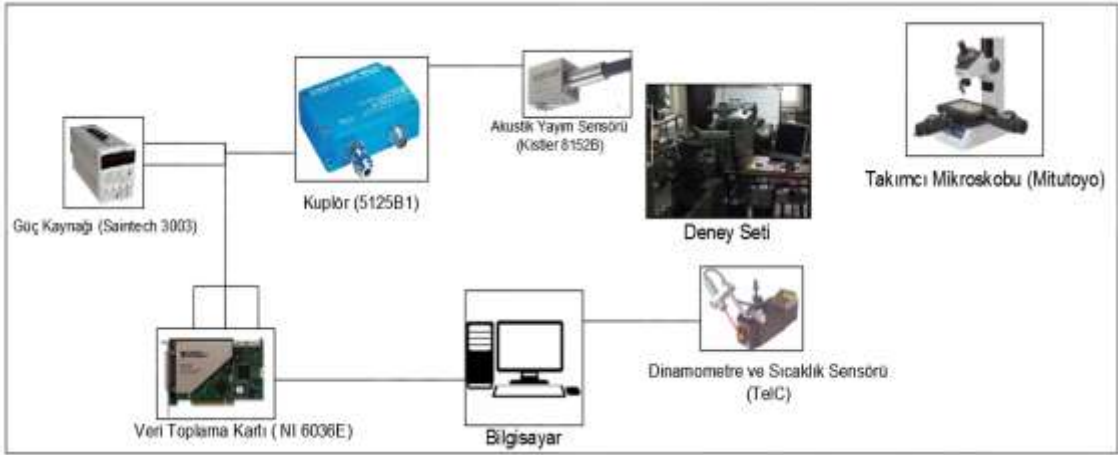 Akustik Yayım Sensörü
(Kistler 8152B)
Takımcı Mikroskobu (Mitutoyo)
Kuplör (5125B1)
Güç Kaynağı (Saintech 3003)
Deney Seti
Dinamometre ve Sıcaklık Sensörü
(TelC)
Veri Toplama Kartı ( NI 6036E)
Bilgisayar